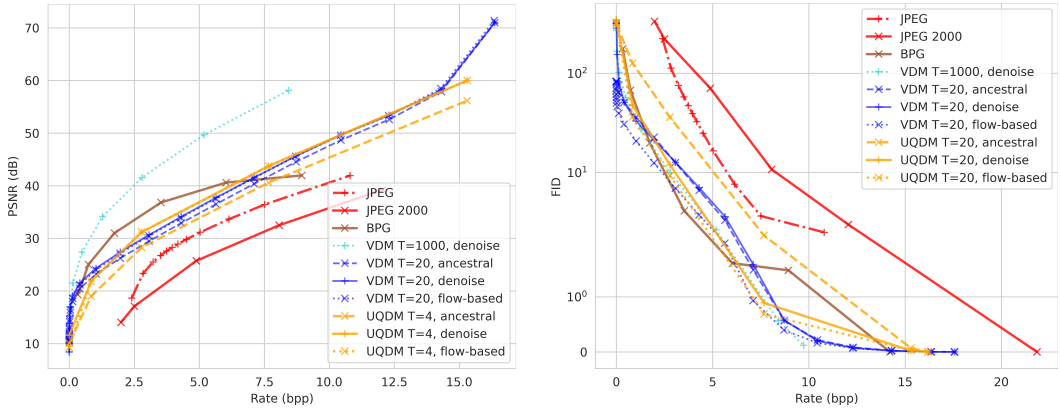 70
60
50
40
30
20
10
PSNR (dB)
0.0
2.5
5.0
7.5
10.0
12.5
15.0
Rate (bpp)
JPEG
JPEG 2000
BPG
VDM T=1000, denoise
VDM T=20, ancestral
VDM T=20, denoise
VDM T=20, flow-based
UQDM T=4, ancestral
UQDM T=4, denoise
UQDM T=4, flow-based
10²
10¹
10⁰
0
FID
0
5
10
15
20
Rate (bpp)
JPEG
JPEG 2000
BPG
VDM T=1000, denoise
VDM T=20, ancestral
VDM T=20, denoise
VDM T=20, flow-based
UQDM T=20, ancestral
UQDM T=20, denoise
UQDM T=20, flow-based